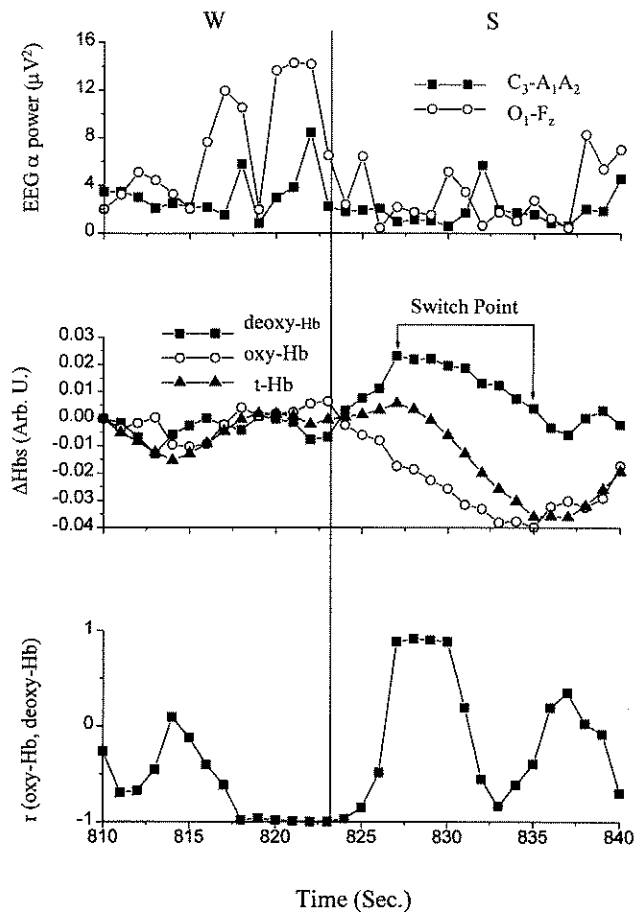 W S
EEG α power (μV²)
16
12
8
4
0
C₃-A₁A₂
O₁-F_z
ΔHbs (Arb. U.)
0.03
0.02
0.01
0.00
-0.01
-0.02
-0.03
-0.04
deoxy-Hb
oxy-Hb
t-Hb
Switch Point
r (oxy-Hb, deoxy-Hb)
1
0
-1
810 815 820 825 830 835 840
Time (Sec.)